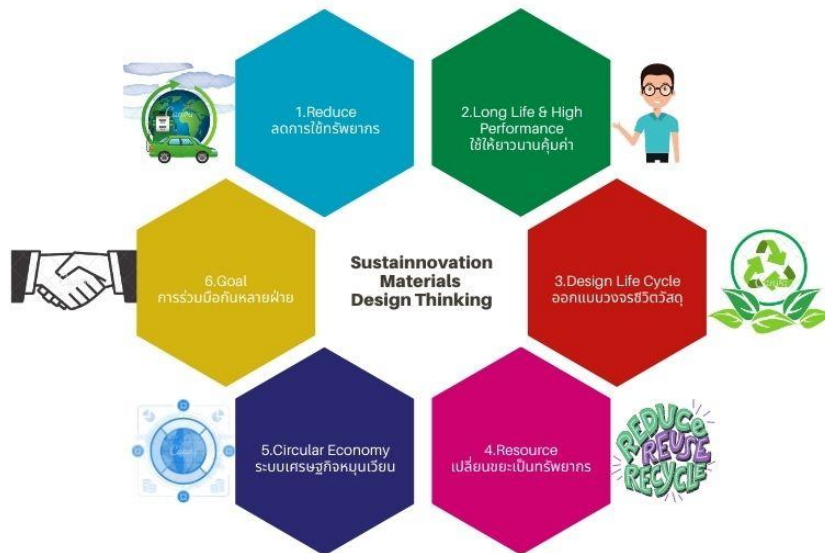 1.Reduce
ลดการใช้ทรัพยากร
2.Long Life & High
Performance
ใช้ให้ยาวนานคุ้มค่า
Sustainnovation
Materials
Design Thinking
3.Design Life Cycle
ออกแบบวงจรชีวิตวัสดุ
4.Resource
เปลี่ยนขยะเป็นทรัพยากร
REDUCE
REUSE
RECYCLE
5.Circular Economy
ระบบเศรษฐกิจหมุนเวียน
6.Goal
การร่วมมือกันหลายฝ่าย